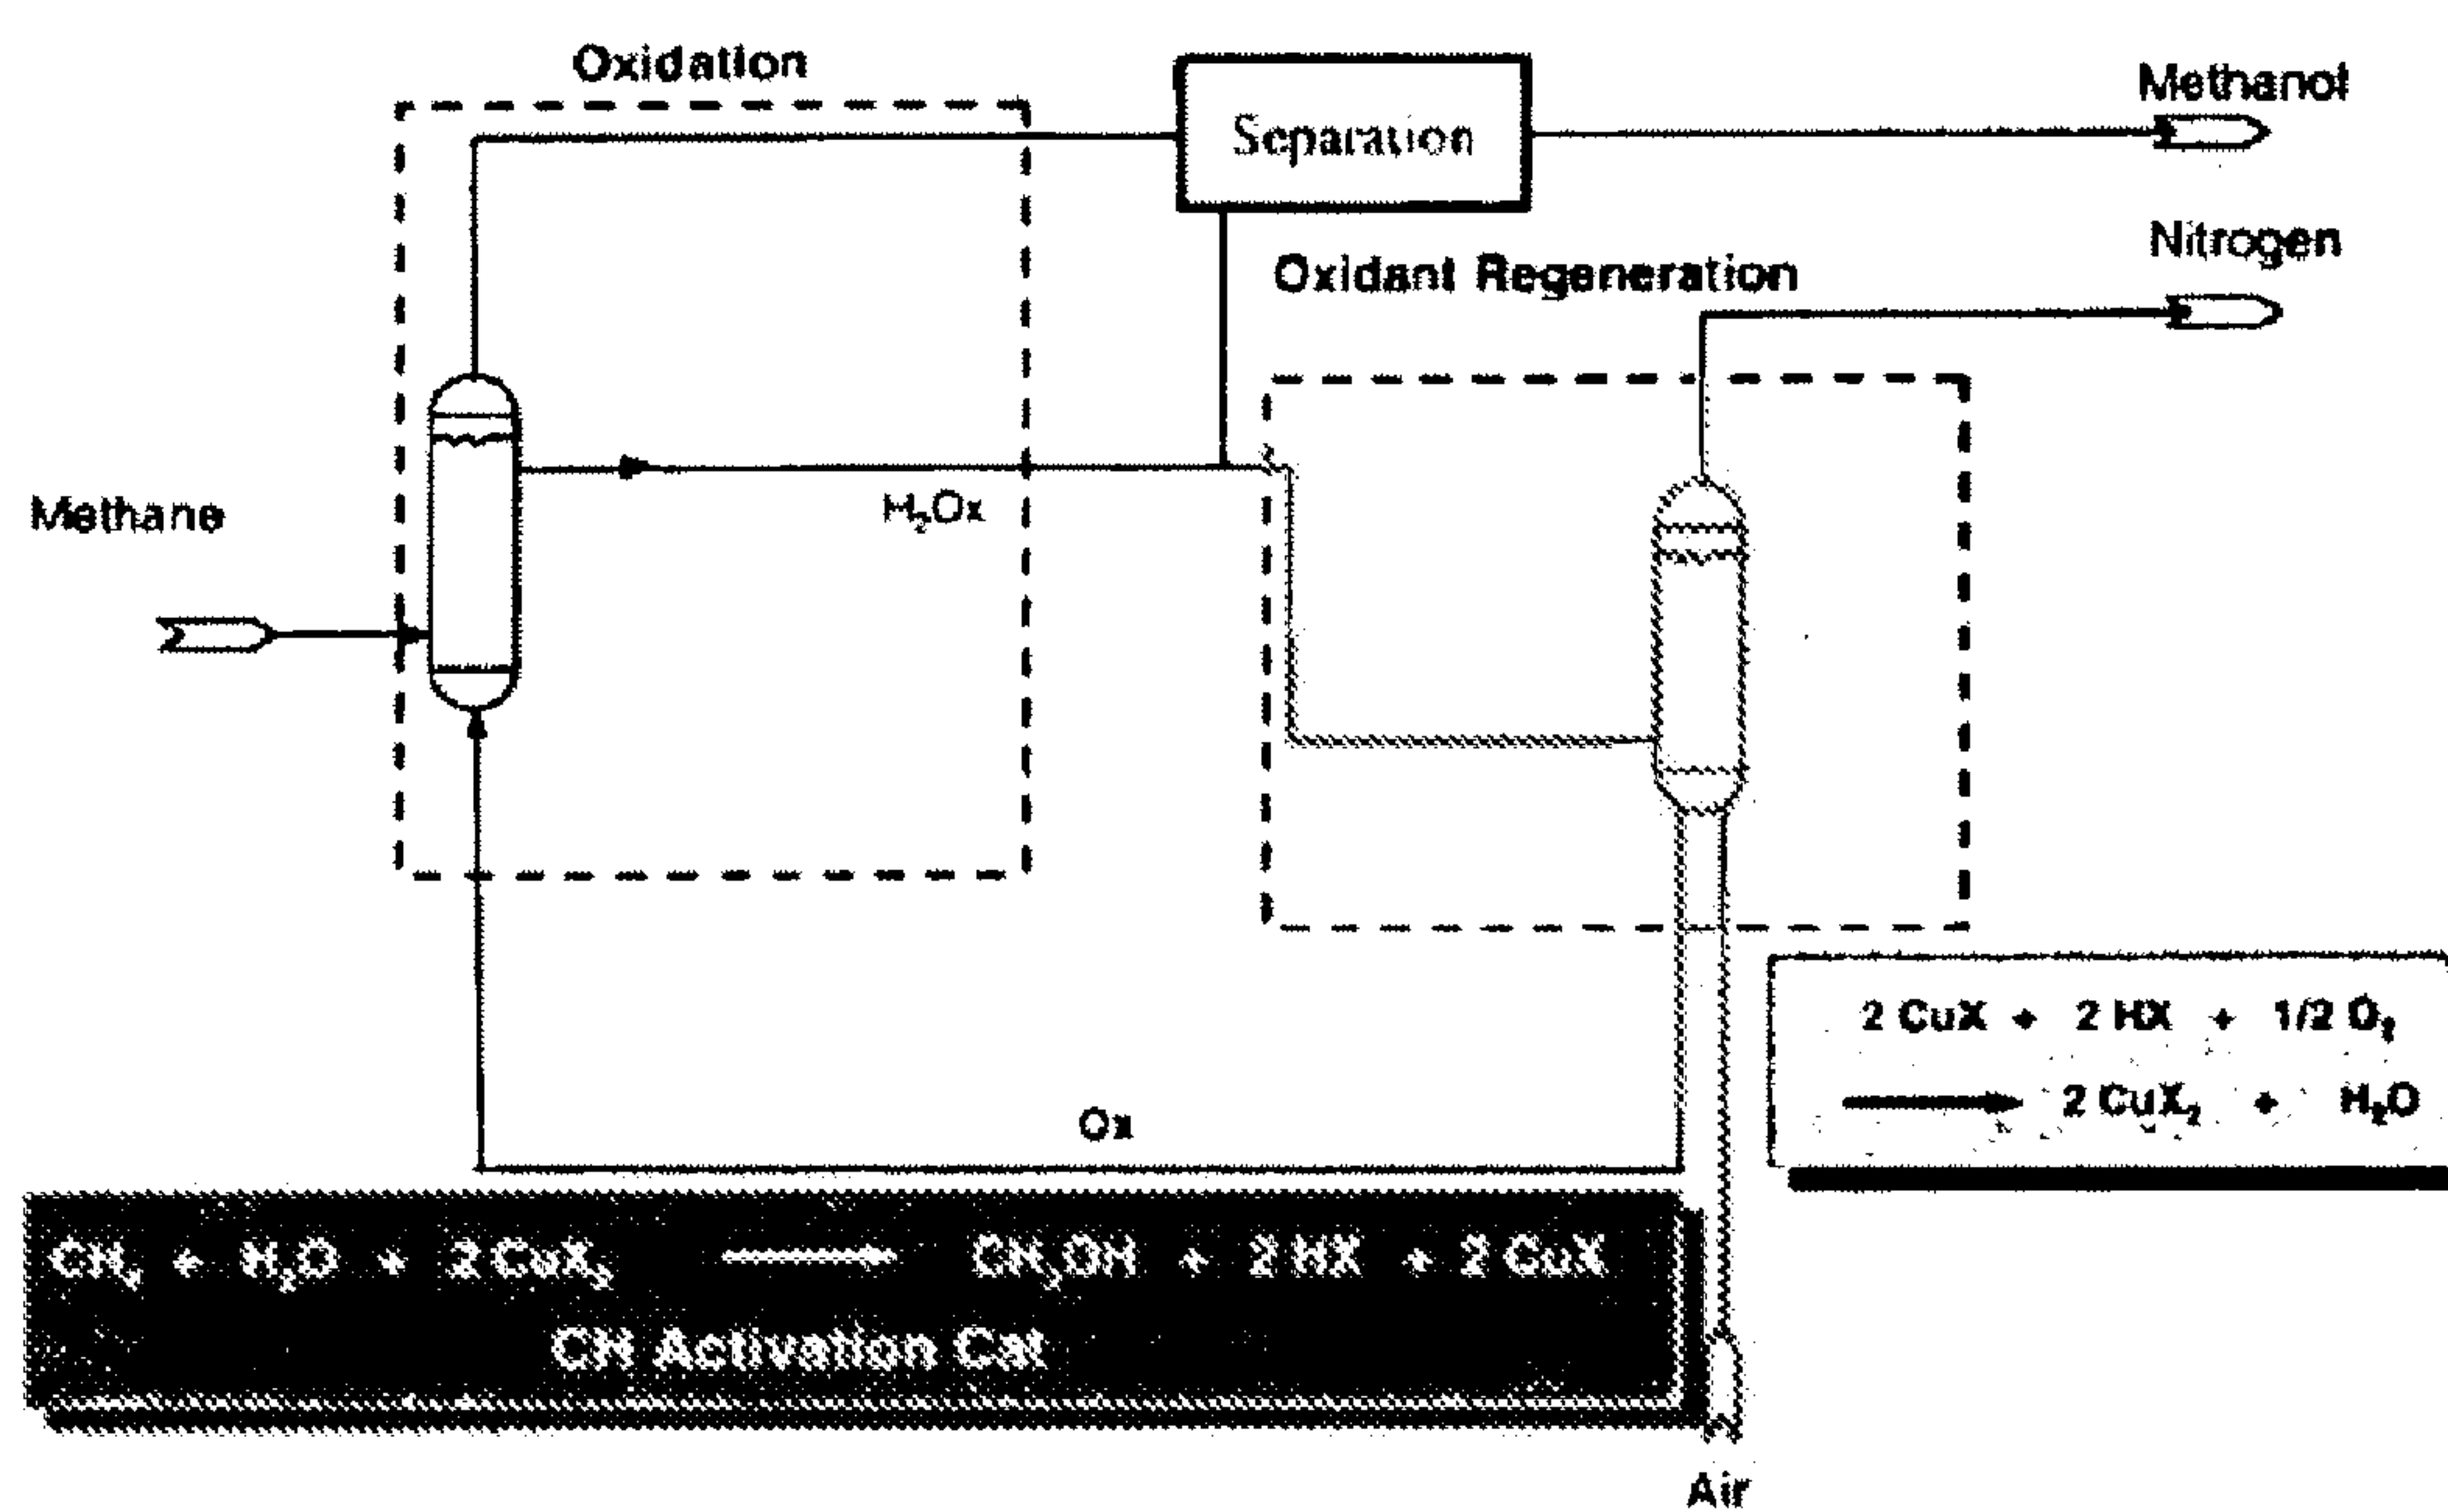 Oxidation
Separation
Methanol
Nitrogen
Oxidant Regeneration
Methane
H₂Ox
2 CuX + 2 HX + 1/2 O₂
⟶ 2 CuX₂ + H₂O
Ox
CH₄ + H₂O + 2 CuX₂ ⟶ CH₃OH + 2 HX + 2 CuX
CH Activation Cat
Air